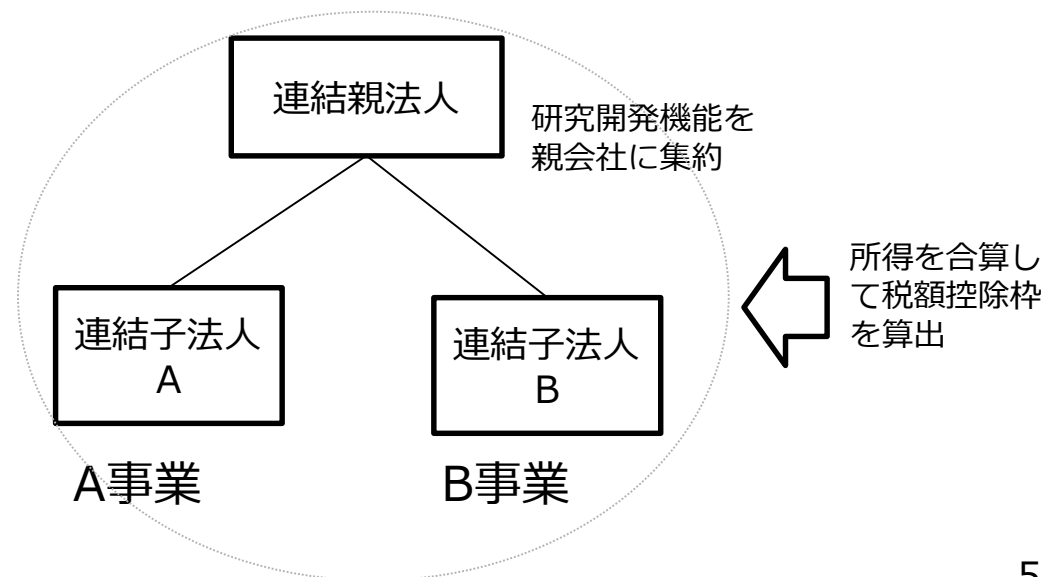 連結親法人
研究開発機能を
親会社に集約
所得を合算し
て税額控除枠
を算出
連結子法人
A
連結子法人
B
A事業
B事業
5